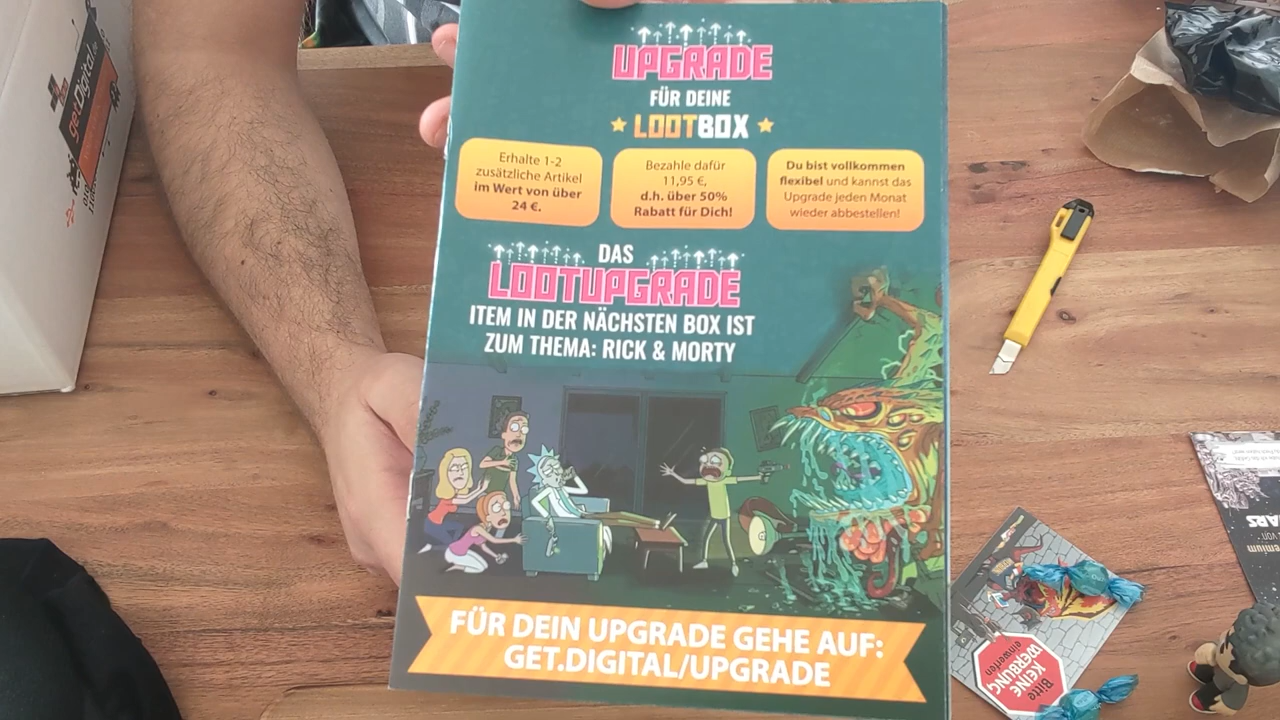 UPGRADE
FÜR DEINE
LOOTBOX
Erhalte 1-2
zusätzliche Artikel
im Wert von über
24 €.
Bezahle dafür
11,95 €,
d.h. über 50%
Rabatt für Dich!
Du bist vollkommen
flexibel und kannst das
Upgrade jeden Monat
wieder abbestellen!
DAS
LOOTUPGRADE
ITEM IN DER NÄCHSTEN BOX IST
ZUM THEMA: RICK & MORTY
FÜR DEIN UPGRADE GEHE AUF:
GET.DIGITAL/UPGRADE
getDigital.de
Bitte
KEINE
WERBUNG
einwerfen